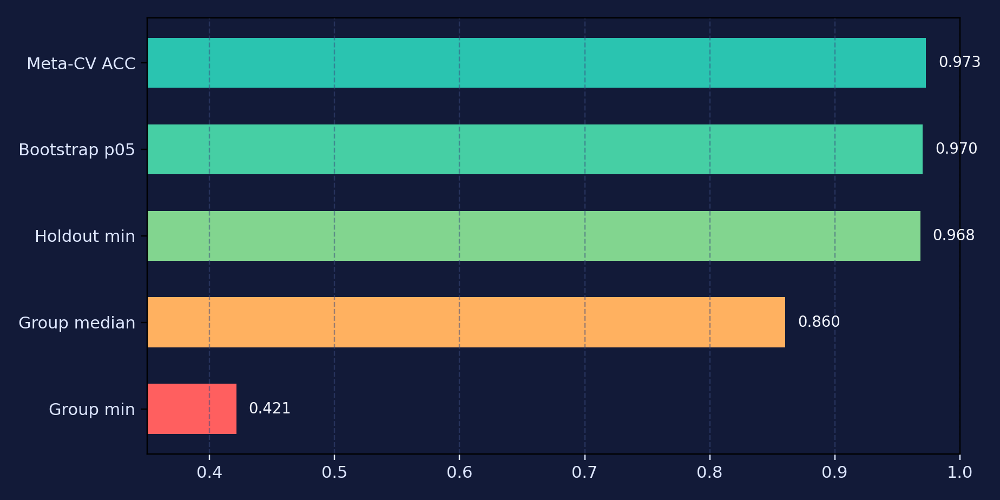 Meta-CV ACC
0.973
Bootstrap p05
0.970
Holdout min
0.968
Group median
0.860
Group min
0.421
0.4 0.5 0.6 0.7 0.8 0.9 1.0